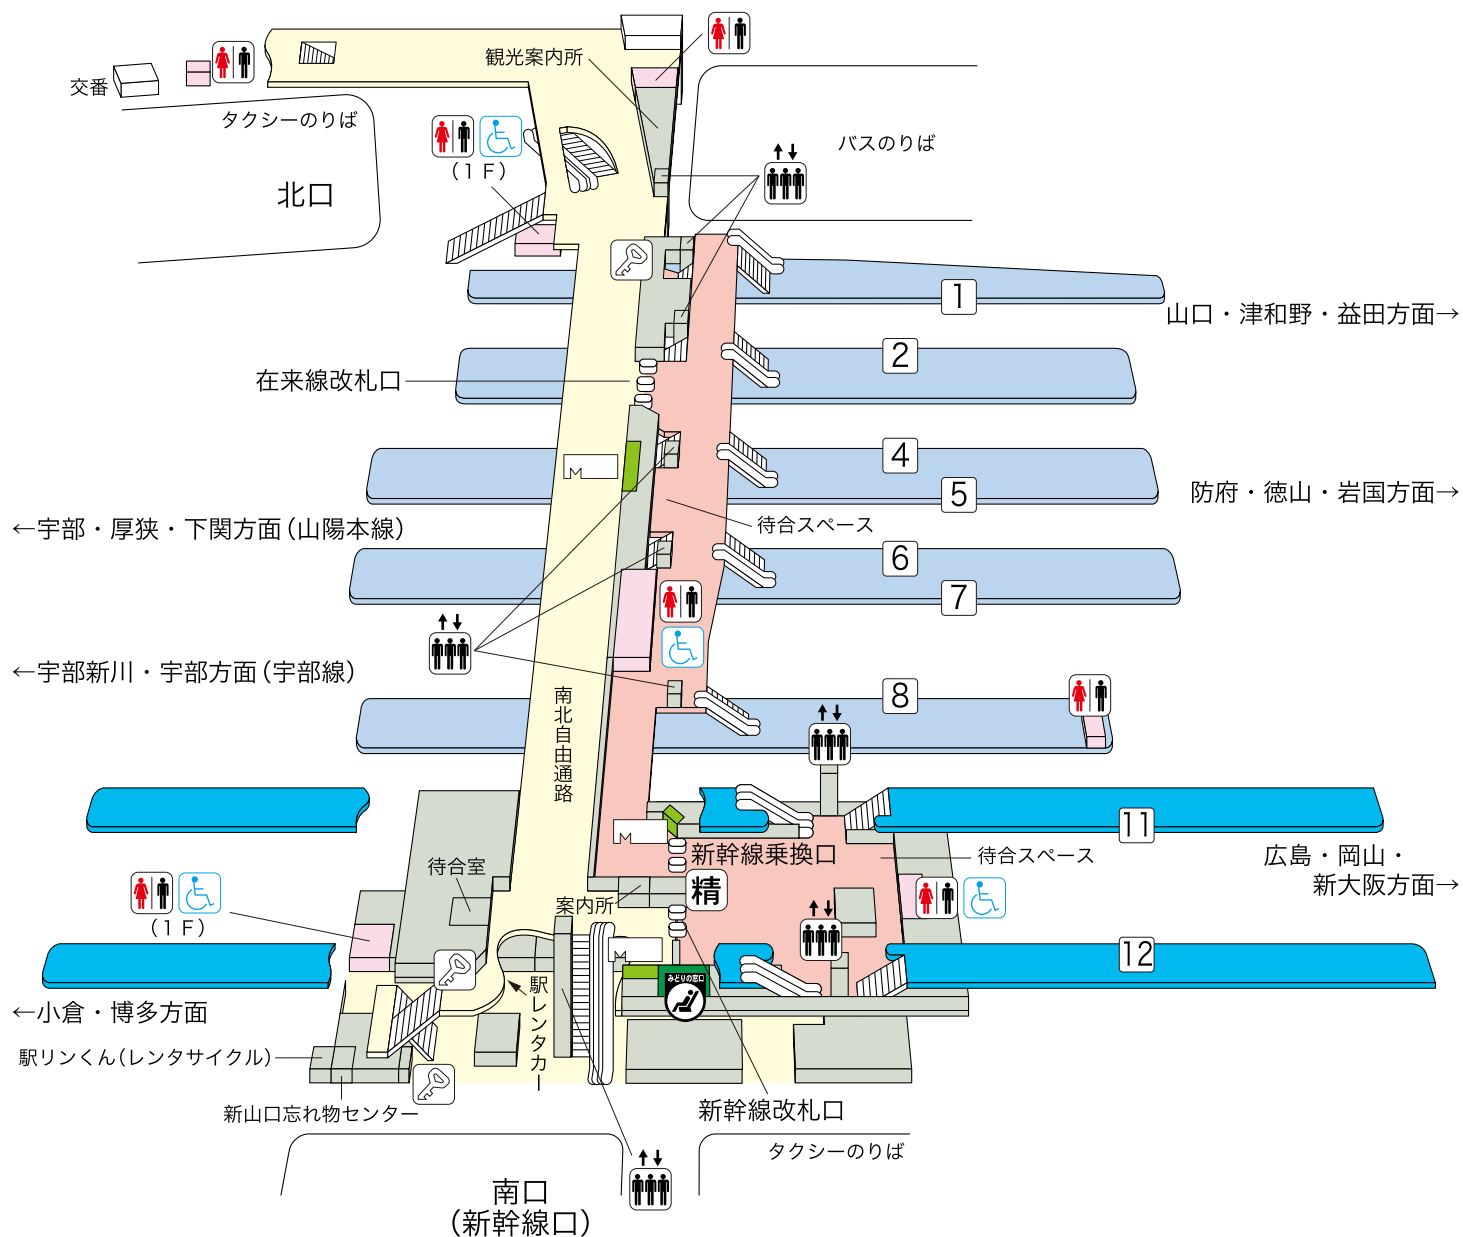 観光案内所
交番
タクシーのりば
(1F)
バスのりば
北口
1
山口・津和野・益田方面→
2
在来線改札口
4
M
5
防府・徳山・岩国方面→
待合スペース
←宇部・厚狭・下関方面(山陽本線)
6
7
←宇部新川・宇部方面(宇部線)
8
南北自由通路
11
M
新幹線乗換口
待合スペース
広島・岡山・
新大阪方面→
待合室
精
案内所
(1F)
12
M
みどりの窓口
駅レンタカー
←小倉・博多方面
駅リンくん(レンタサイクル)
新山口忘れ物センター
新幹線改札口
タクシーのりば
南口
(新幹線口)